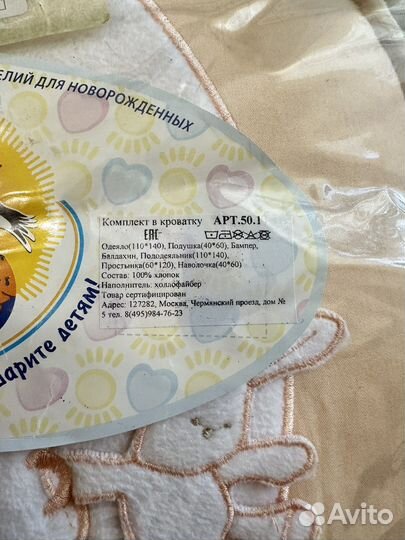 ЕЛИЙ ДЛЯ НОВОРОЖДЕННЫХ
Комплект в кроватку АРТ.50.1
ЕАС
Одеяло(110*140), Подушка(40*60), Бампер,
Балдахин, Пододеяльник(110*140),
Простынка(60*120), Наволочка(40*60)
Состав: 100% хлопок
Наполнитель: холлофайбер
Товар сертифицирован
Адрес: 127282, Москва, Чермянский проезд, дом №
5 тел. 8(495)984-76-23
дарите детям!
Avito